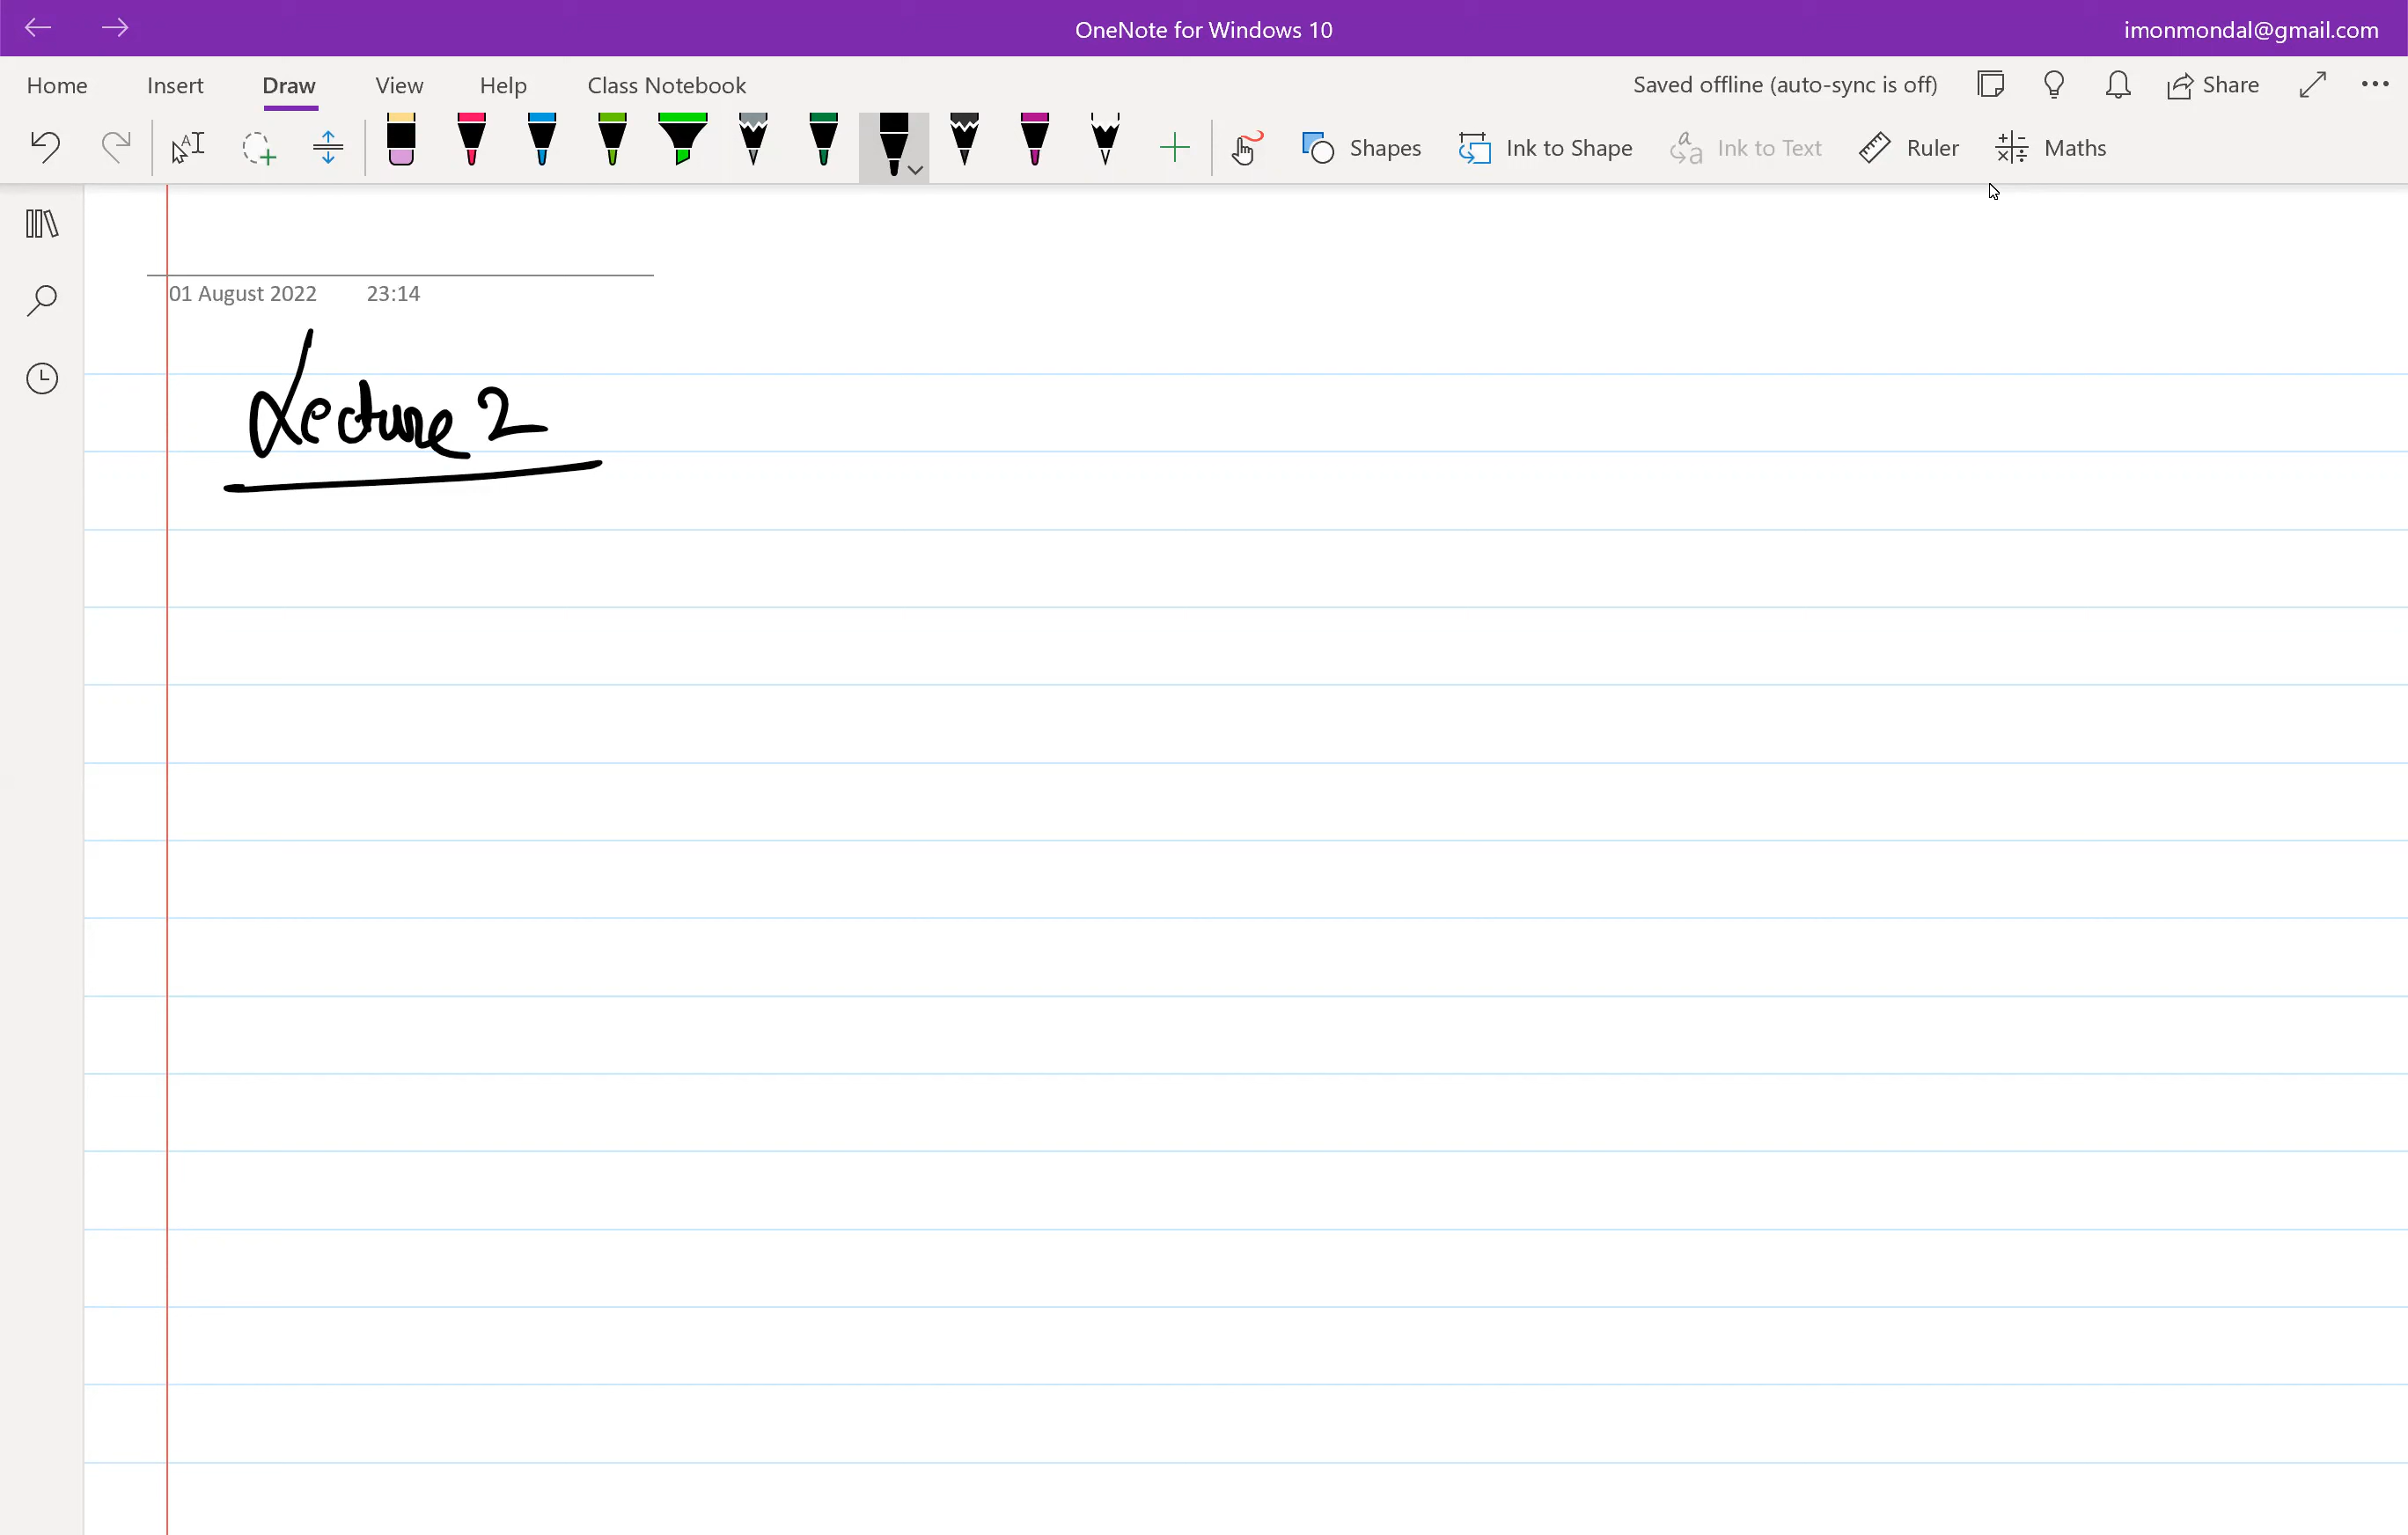 OneNote for Windows 10
imonmondal@gmail.com
Home Insert Draw View Help Class Notebook
Saved offline (auto-sync is off) Share
Shapes Ink to Shape Ink to Text Ruler Maths
01 August 2022 23:14
Lecture 2